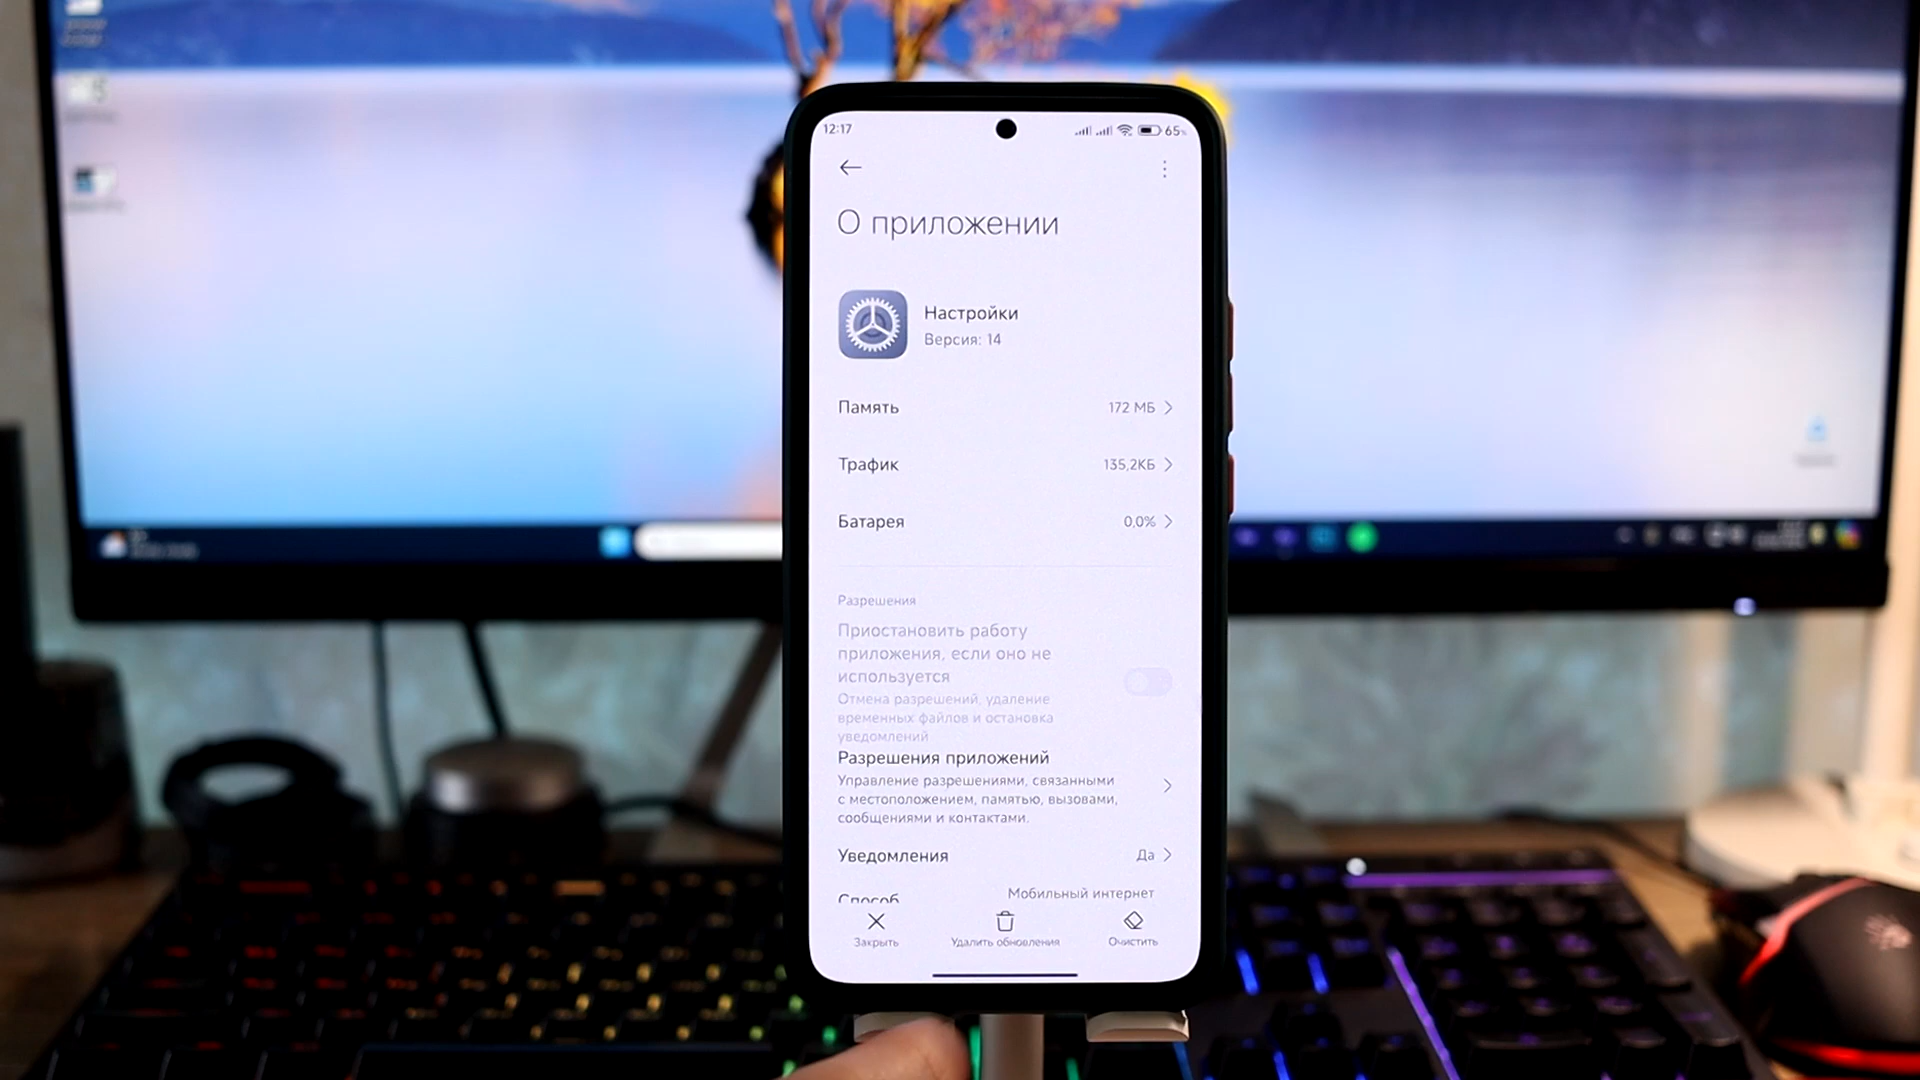 12:17
65%
О приложении
Настройки
Версия: 14
Память
172 МБ
Трафик
135,2КБ
Батарея
0,0%
Разрешения
Приостановить работу
приложения, если оно не
используется
Отмена разрешений, удаление
временных файлов и остановка
уведомлений
Разрешения приложений
Управление разрешениями, связанными
с местоположением, памятью, вызовами,
сообщениями и контактами.
Уведомления
Да
Способ
Мобильный интернет
Закрыть
Удалить обновления
Очистить